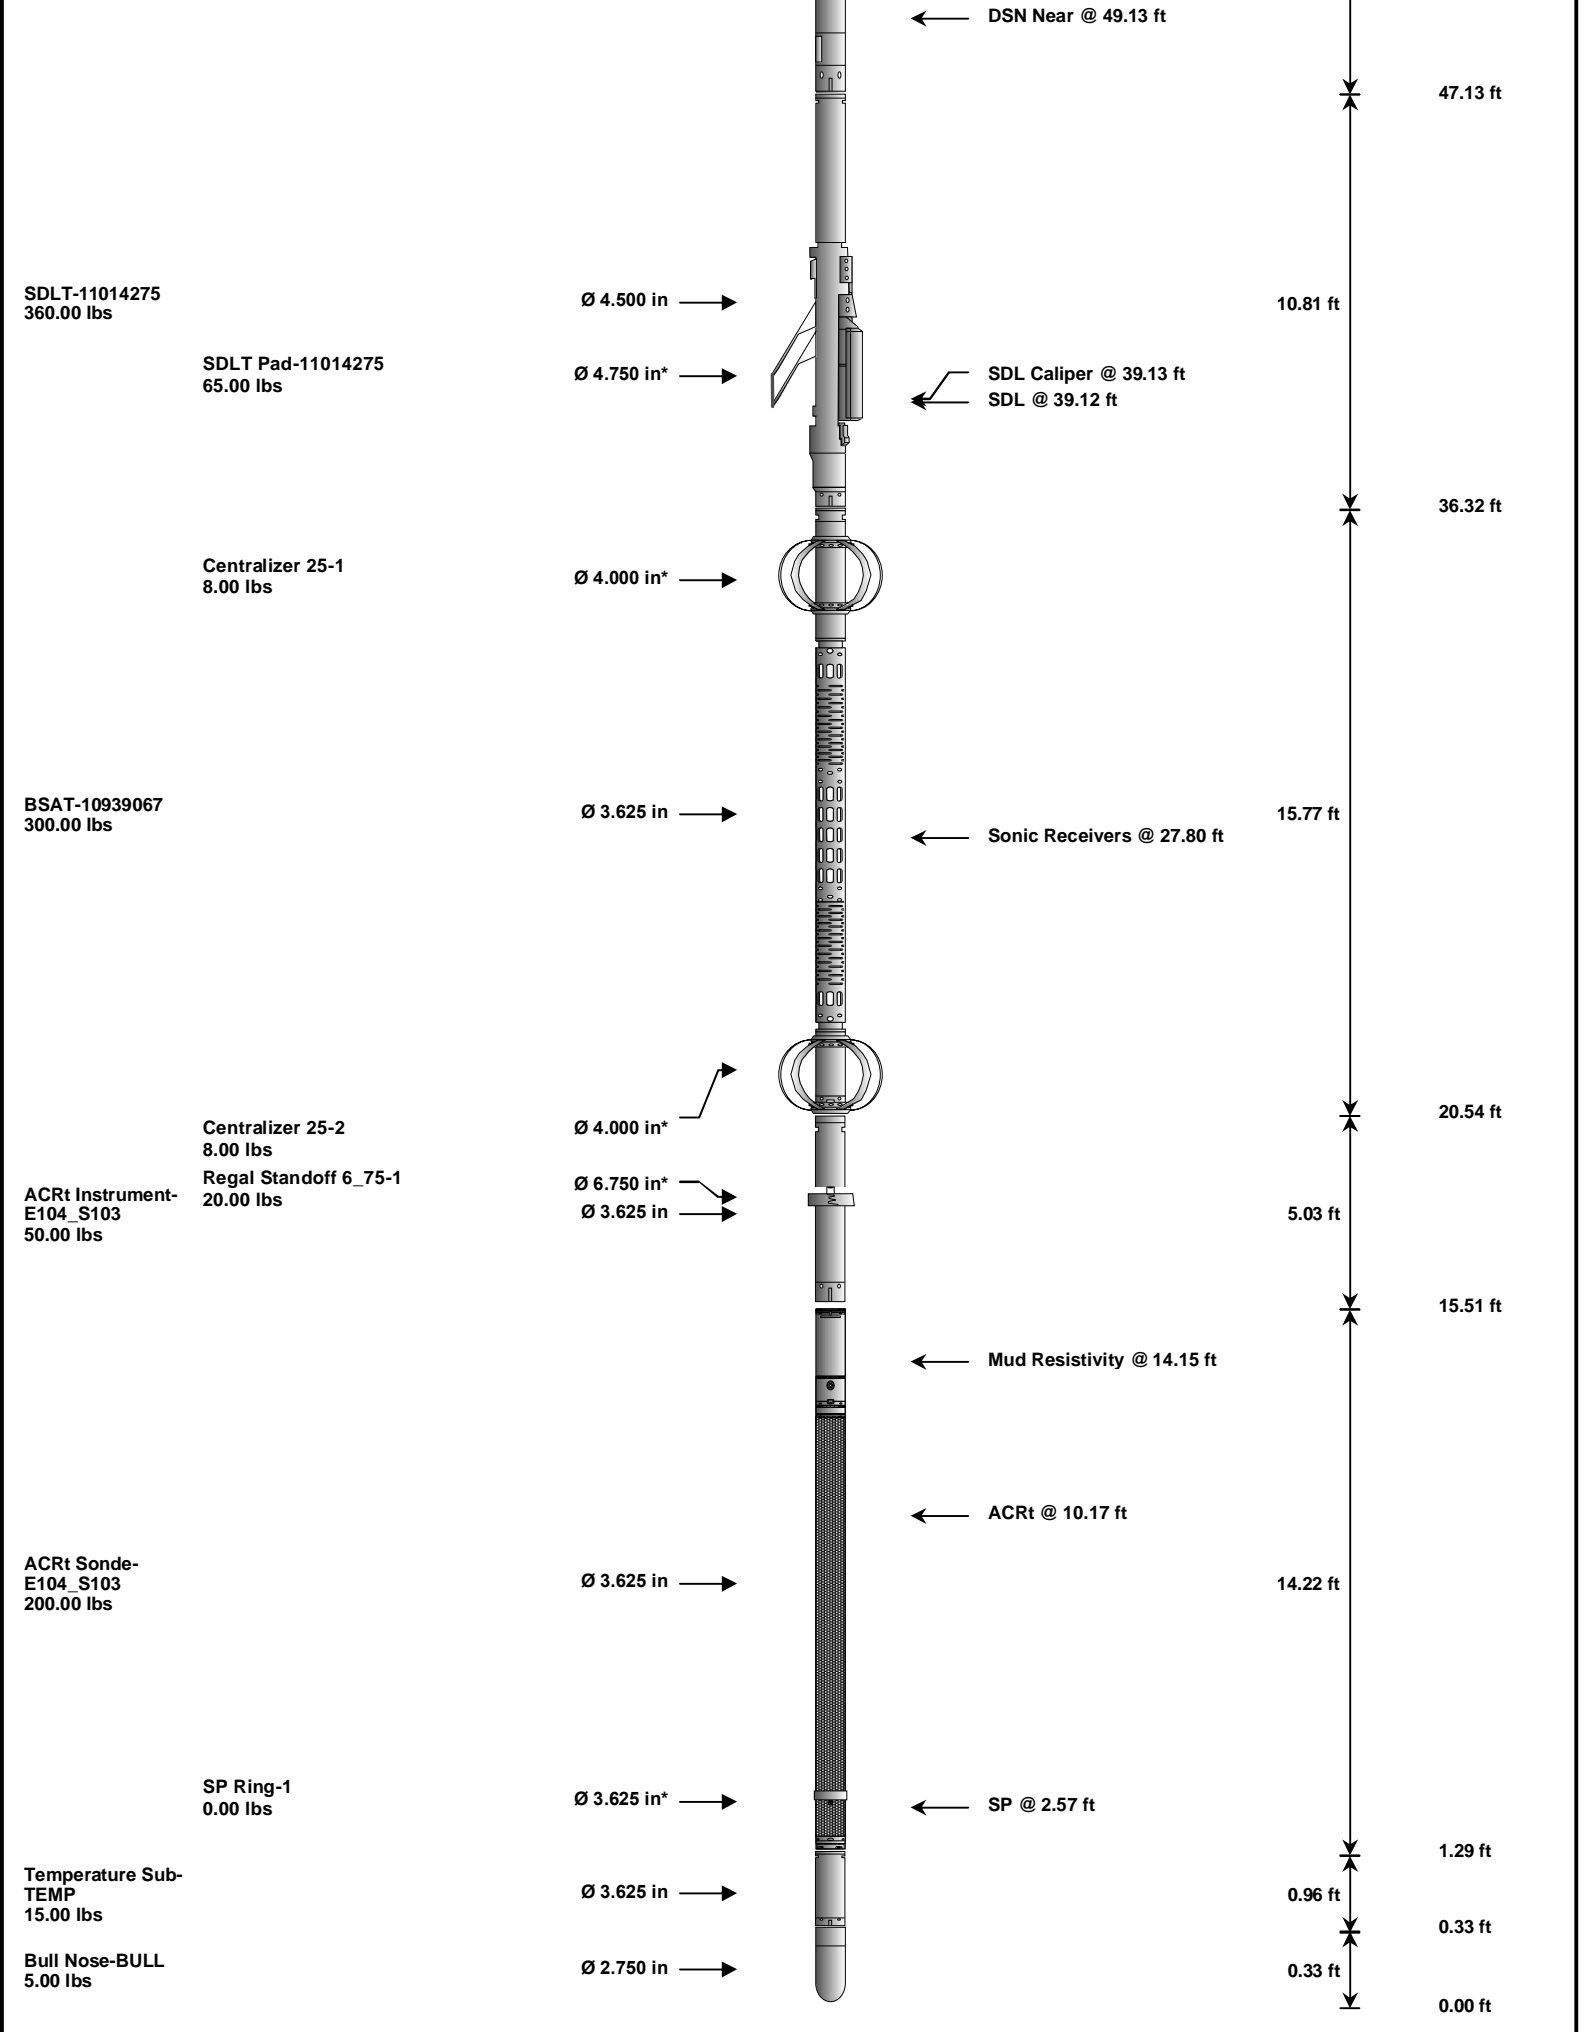 DSN Near @ 49.13 ft
47.13 ft
SDLT-11014275
360.00 lbs
Ø 4.500 in
10.81 ft
SDLT Pad-11014275
65.00 lbs
Ø 4.750 in*
SDL Caliper @ 39.13 ft
SDL @ 39.12 ft
36.32 ft
Centralizer 25-1
8.00 lbs
Ø 4.000 in*
BSAT-10939067
300.00 lbs
Ø 3.625 in
15.77 ft
Sonic Receivers @ 27.80 ft
20.54 ft
Centralizer 25-2
8.00 lbs
Ø 4.000 in*
Regal Standoff 6_75-1
20.00 lbs
Ø 6.750 in*
ACRt Instrument-
E104_S103
50.00 lbs
Ø 3.625 in
5.03 ft
15.51 ft
Mud Resistivity @ 14.15 ft
ACRt @ 10.17 ft
ACRt Sonde-
E104_S103
200.00 lbs
Ø 3.625 in
14.22 ft
SP Ring-1
0.00 lbs
Ø 3.625 in*
SP @ 2.57 ft
1.29 ft
Temperature Sub-
TEMP
15.00 lbs
Ø 3.625 in
0.96 ft
0.33 ft
Bull Nose-BULL
5.00 lbs
Ø 2.750 in
0.33 ft
0.00 ft